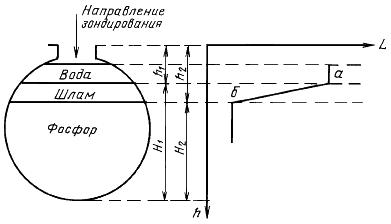 Направление
зондирования
Вода
Шлам
Фосфор
h₁
h₂
H₁
H₂
L
а
б
h